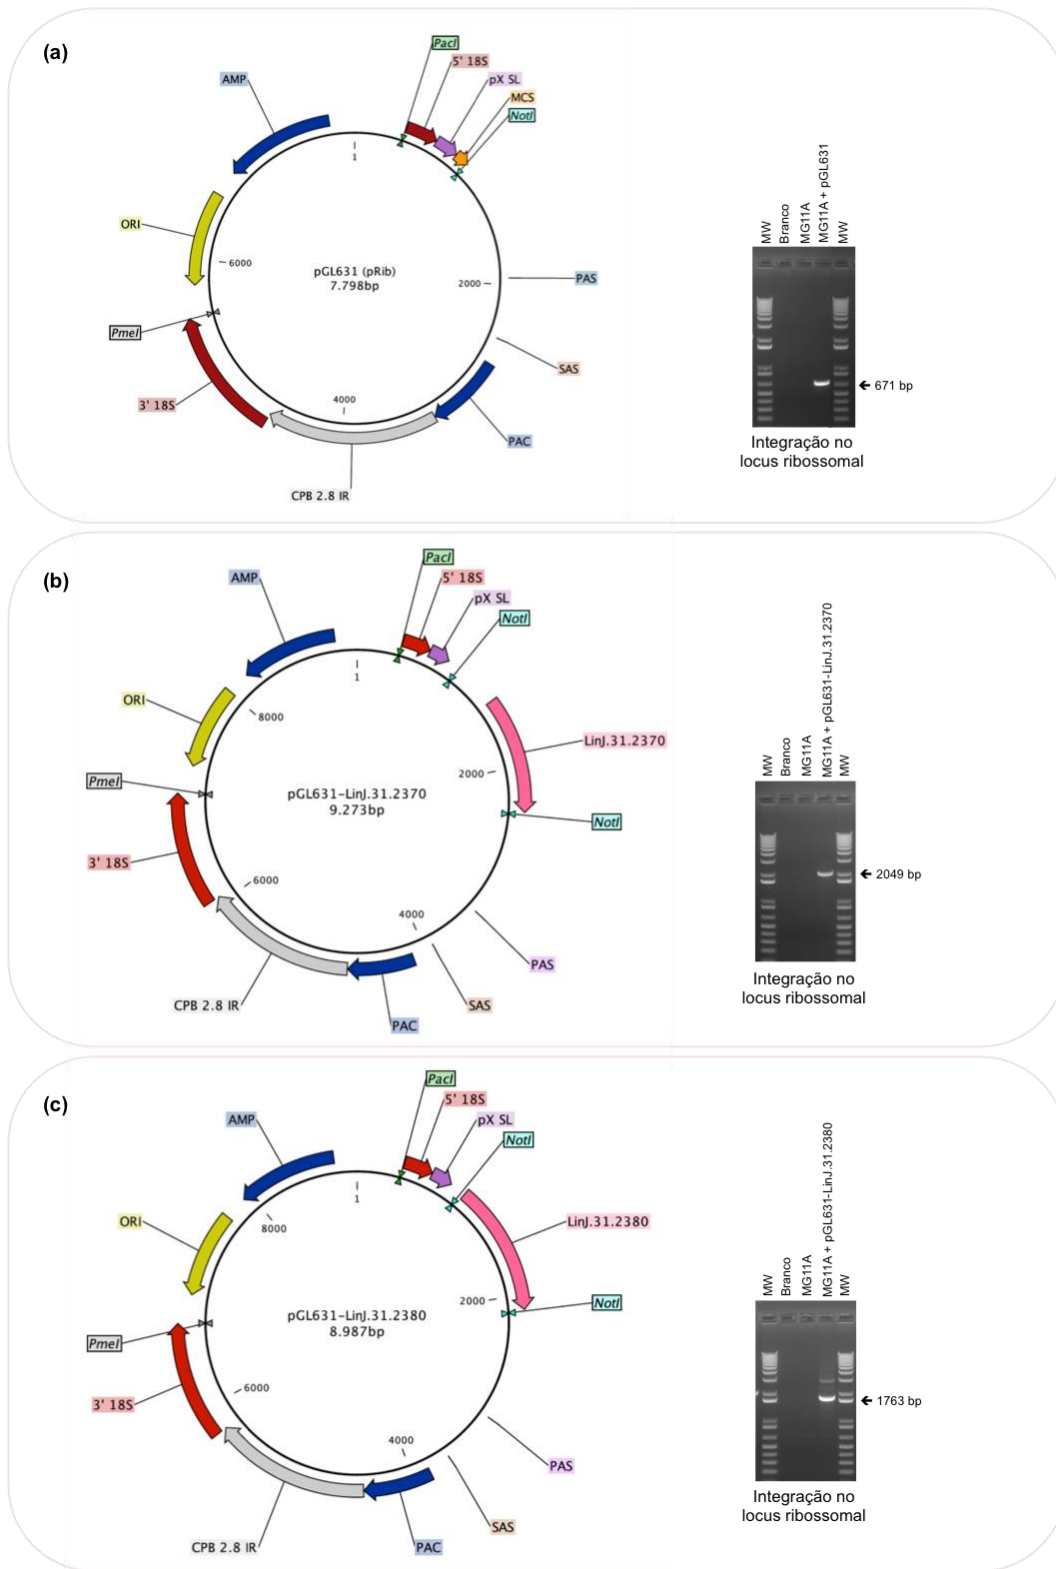 (a)
PacI
5' 18S
pX SL
MCS
NotI
AMP
1
ORI
6000
pGL631 (pRib)
7.798bp
2000
PAS
PmeI
SAS
3' 18S
4000
PAC
CPB 2.8 IR
MW
Branco
MG11A
MG11A + pGL631
MW
671 bp
Integração no
locus ribossomal
(b)
PacI
5' 18S
pX SL
NotI
AMP
1
ORI
8000
LinJ.31.2370
2000
PmeI
pGL631-LinJ.31.2370
9.273bp
NotI
3' 18S
6000
4000
PAS
CPB 2.8 IR
SAS
PAC
MW
Branco
MG11A
MG11A + pGL631-LinJ.31.2370
MW
2049 bp
Integração no
locus ribossomal
(c)
PacI
5' 18S
pX SL
NotI
AMP
1
ORI
8000
LinJ.31.2380
2000
NotI
pGL631-LinJ.31.2380
8.987bp
PmeI
3' 18S
6000
4000
PAS
SAS
CPB 2.8 IR
PAC
MW
Branco
MG11A
MG11A + pGL631-LinJ.31.2380
MW
1763 bp
Integração no
locus ribossomal